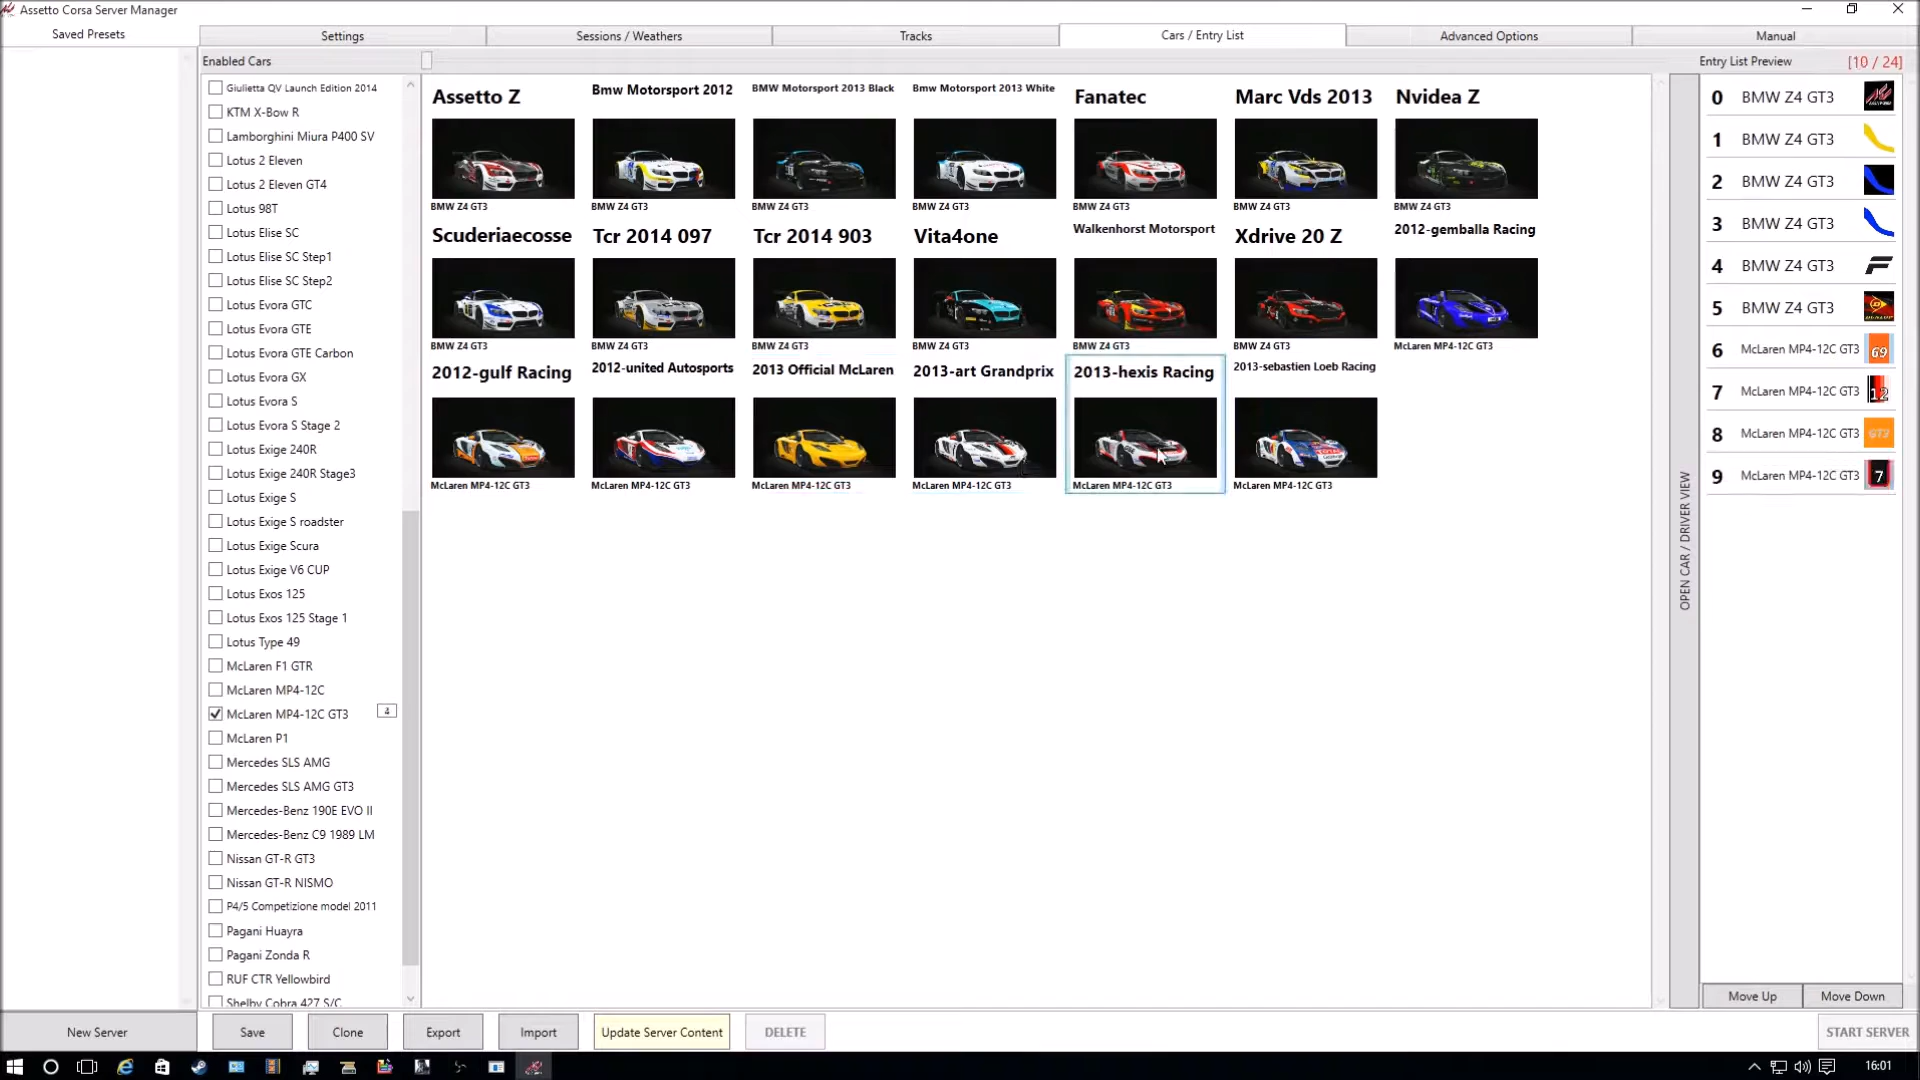 Assetto Corsa Server Manager
Saved Presets
Settings
Sessions / Weathers
Tracks
Cars / Entry List
Advanced Options
Manual
Enabled Cars
Entry List Preview
[10 / 24]
Giulietta QV Launch Edition 2014
KTM X-Bow R
Lamborghini Miura P400 SV
Lotus 2 Eleven
Lotus 2 Eleven GT4
Lotus 98T
Lotus Elise SC
Lotus Elise SC Step1
Lotus Elise SC Step2
Lotus Evora GTC
Lotus Evora GTE
Lotus Evora GTE Carbon
Lotus Evora GX
Lotus Evora S
Lotus Evora S Stage 2
Lotus Exige 240R
Lotus Exige 240R Stage3
Lotus Exige S
Lotus Exige S roadster
Lotus Exige Scura
Lotus Exige V6 CUP
Lotus Exos 125
Lotus Exos 125 Stage 1
Lotus Type 49
McLaren F1 GTR
McLaren MP4-12C
McLaren MP4-12C GT3
McLaren P1
Mercedes SLS AMG
Mercedes SLS AMG GT3
Mercedes-Benz 190E EVO II
Mercedes-Benz C9 1989 LM
Nissan GT-R GT3
Nissan GT-R NISMO
P4/5 Competizione model 2011
Pagani Huayra
Pagani Zonda R
RUF CTR Yellowbird
Shelby Cobra 427 S/C
Assetto Z
Bmw Motorsport 2012
BMW Motorsport 2013 Black
Bmw Motorsport 2013 White
Fanatec
Marc Vds 2013
Nvidea Z
BMW Z4 GT3
BMW Z4 GT3
BMW Z4 GT3
BMW Z4 GT3
BMW Z4 GT3
BMW Z4 GT3
BMW Z4 GT3
Scuderiaecosse
Tcr 2014 097
Tcr 2014 903
Vita4one
Walkenhorst Motorsport
Xdrive 20 Z
2012-gemballa Racing
BMW Z4 GT3
BMW Z4 GT3
BMW Z4 GT3
BMW Z4 GT3
BMW Z4 GT3
BMW Z4 GT3
McLaren MP4-12C GT3
2012-gulf Racing
2012-united Autosports
2013 Official McLaren
2013-art Grandprix
2013-hexis Racing
2013-sebastien Loeb Racing
McLaren MP4-12C GT3
McLaren MP4-12C GT3
McLaren MP4-12C GT3
McLaren MP4-12C GT3
McLaren MP4-12C GT3
McLaren MP4-12C GT3
OPEN CAR / DRIVER VIEW
0 BMW Z4 GT3
1 BMW Z4 GT3
2 BMW Z4 GT3
3 BMW Z4 GT3
4 BMW Z4 GT3
5 BMW Z4 GT3
6 McLaren MP4-12C GT3 G9
7 McLaren MP4-12C GT3 12
8 McLaren MP4-12C GT3 GT3
9 McLaren MP4-12C GT3 7
Move Up
Move Down
New Server
Save
Clone
Export
Import
Update Server Content
DELETE
START SERVER
16:01